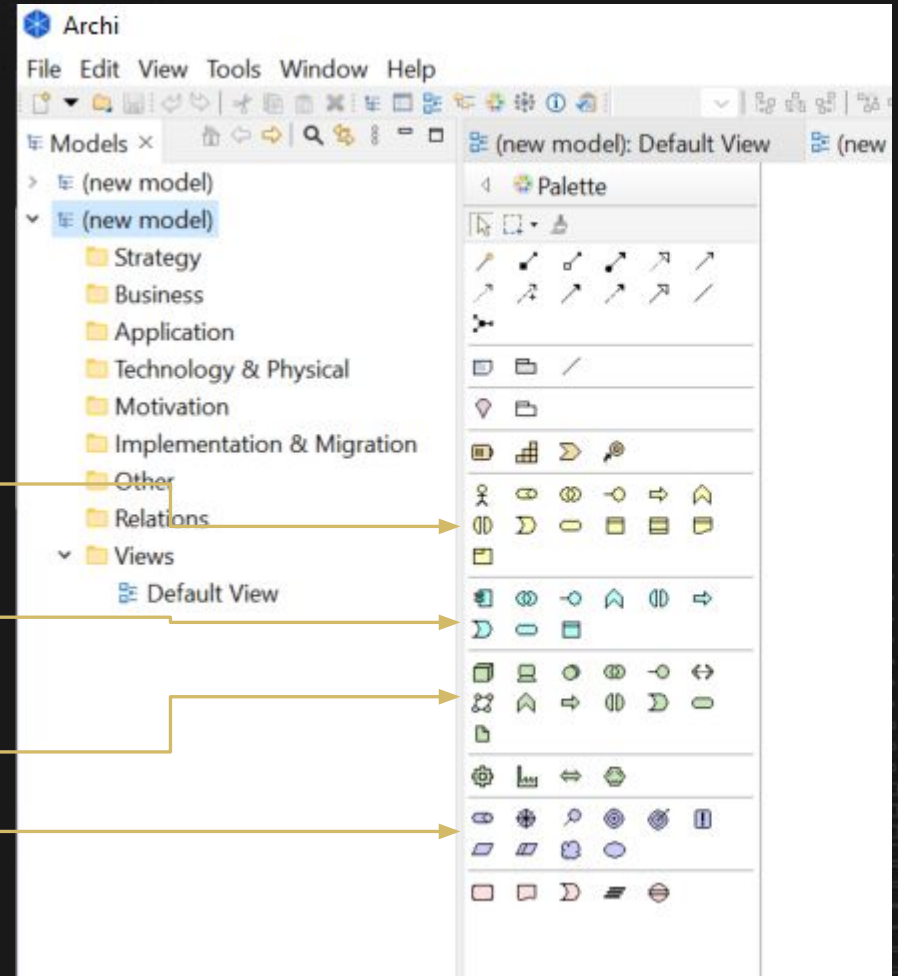 Archi
File Edit View Tools Window Help
Models
(new model): Default View
(new
(new model)
Palette
(new model)
Strategy
Business
Application
Technology & Physical
Motivation
Implementation & Migration
Other
Relations
Views
Default View